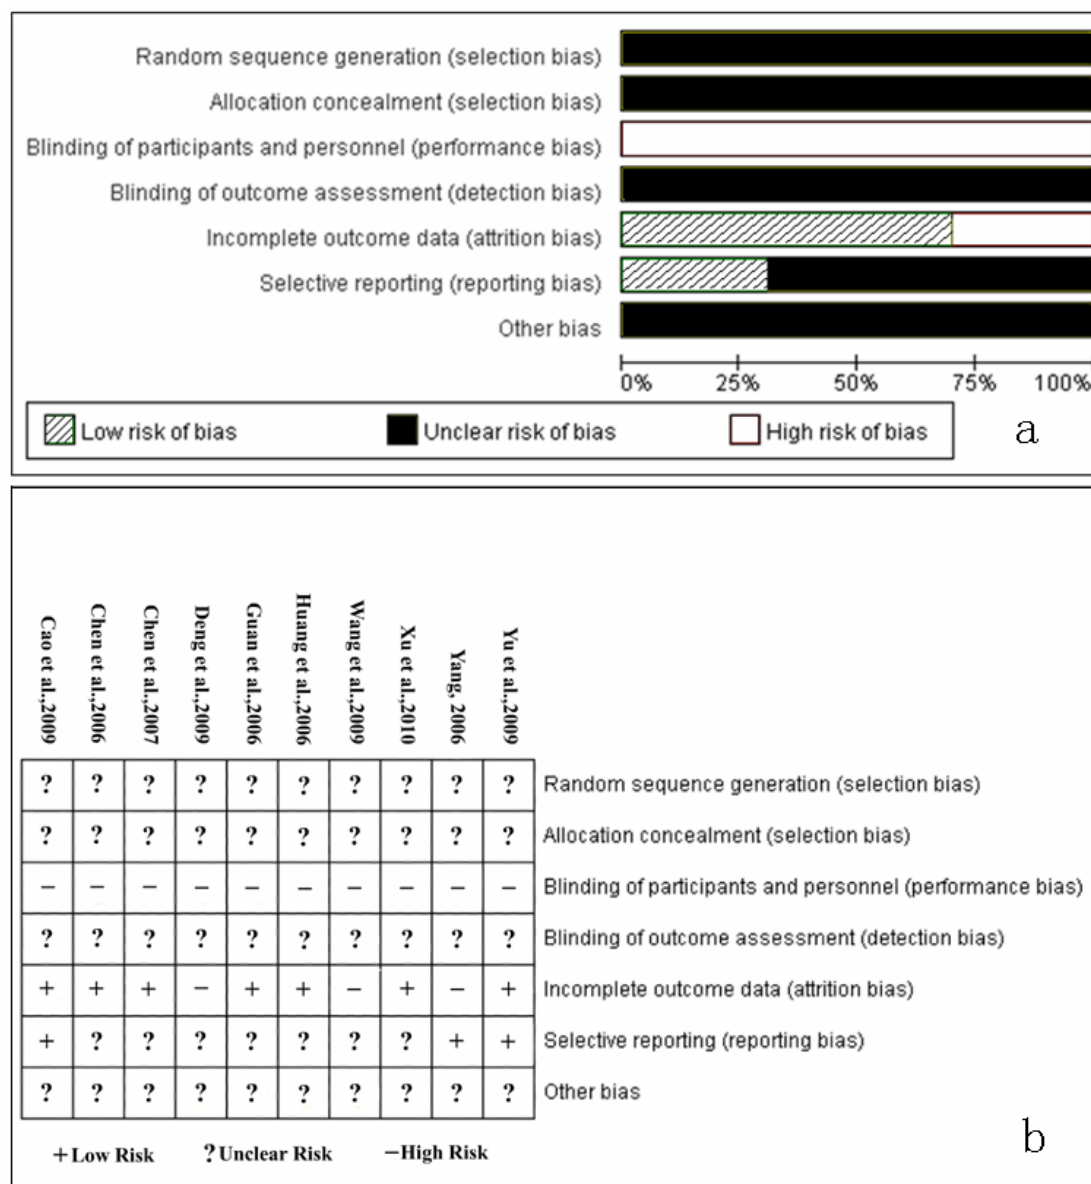 Random sequence generation (selection bias)
Allocation concealment (selection bias)
Blinding of participants and personnel (performance bias)
Blinding of outcome assessment (detection bias)
Incomplete outcome data (attrition bias)
Selective reporting (reporting bias)
Other bias
0% 25% 50% 75% 100%
Low risk of bias Unclear risk of bias High risk of bias
a
Cao et al.,2009
Chen et al.,2006
Chen et al.,2007
Deng et al.,2009
Guan et al.,2006
Huang et al.,2006
Wang et al.,2009
Xu et al.,2010
Yang, 2006
Yu et al.,2009
? ? ? ? ? ? ? ? ? ? Random sequence generation (selection bias)
? ? ? ? ? ? ? ? ? ? Allocation concealment (selection bias)
− − − − − − − − − − Blinding of participants and personnel (performance bias)
? ? ? ? ? ? ? ? ? ? Blinding of outcome assessment (detection bias)
+ + + − + + − + − + Incomplete outcome data (attrition bias)
+ ? ? ? ? ? ? ? + + Selective reporting (reporting bias)
? ? ? ? ? ? ? ? ? ? Other bias
+Low Risk ?Unclear Risk −High Risk
b